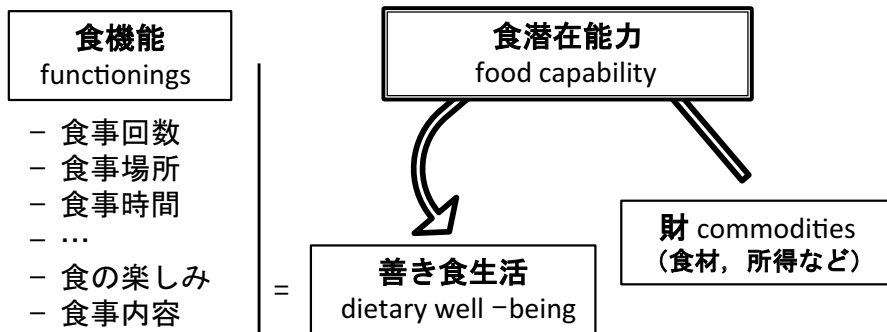 食機能
functionings
− 食事回数
− 食事場所
− 食事時間
− …
− 食の楽しみ
− 食事内容
食潜在能力
food capability
=
善き食生活
dietary well −being
財 commodities
（食材，所得など）